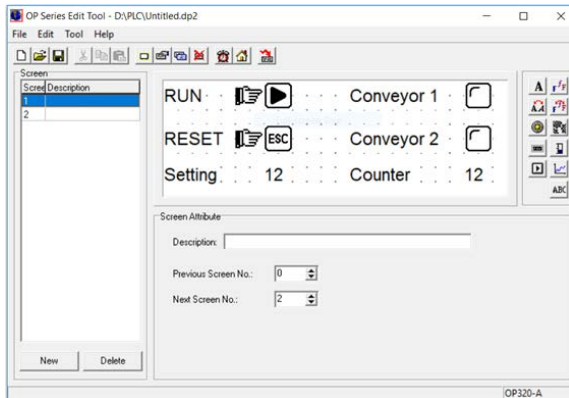 OP Series Edit Tool - D:\PLC\Untitled.dp2
File Edit Tool Help
Screen
Scree Description
1
2
RUN Conveyor 1
RESET ESC Conveyor 2
Setting 12 Counter 12
A
ABC
Screen Attribute
Description:
Previous Screen No.: 0
Next Screen No.: 2
New Delete
OP320-A